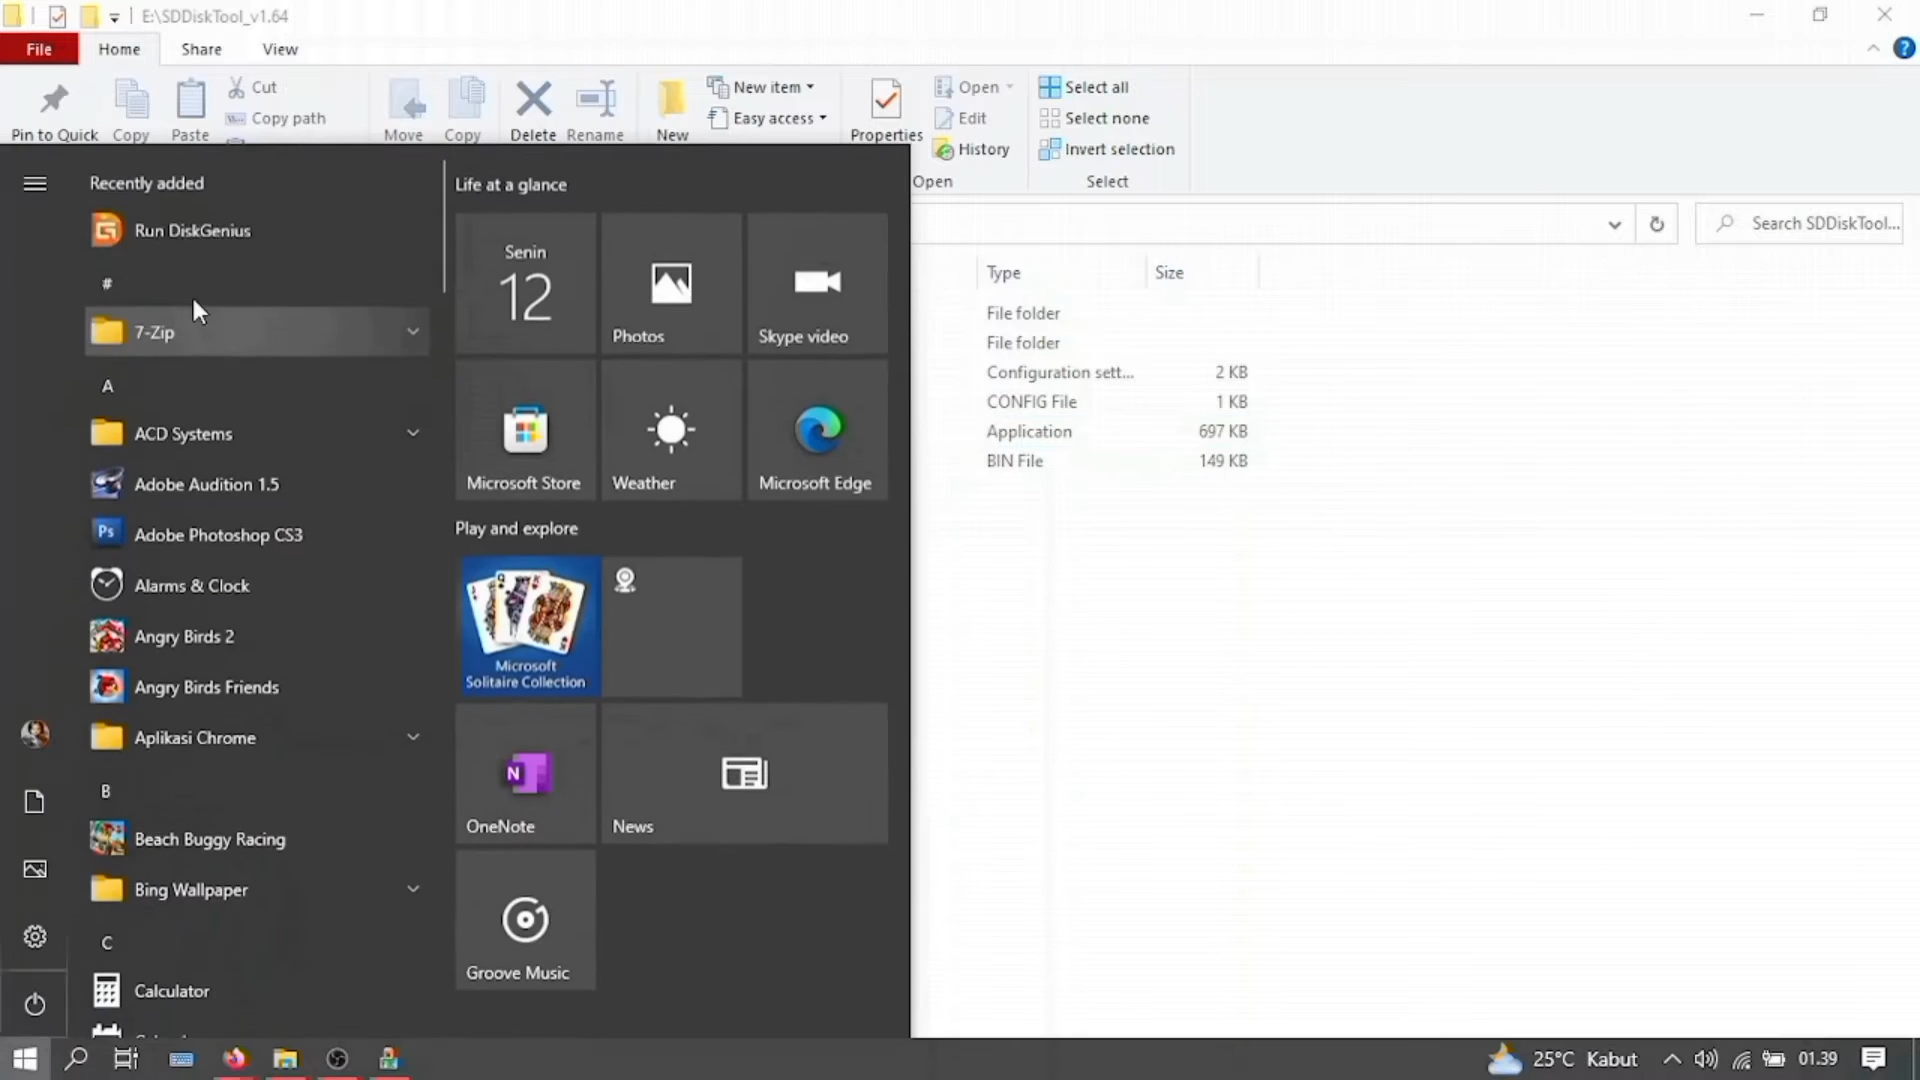 E:\SDDiskTool_v1.64
File
Home
Share
View
Pin to Quick
Copy
Paste
Cut
Copy path
Move
Copy
Delete
Rename
New
New item
Easy access
Properties
Open
Edit
History
Select all
Select none
Invert selection
Open
Select
Search SDDiskTool...
Type
Size
File folder
File folder
Configuration sett...
2 KB
CONFIG File
1 KB
Application
697 KB
BIN File
149 KB
Recently added
Run DiskGenius
#
7-Zip
A
ACD Systems
Adobe Audition 1.5
Ps
Adobe Photoshop CS3
Alarms & Clock
Angry Birds 2
Angry Birds Friends
Aplikasi Chrome
B
Beach Buggy Racing
Bing Wallpaper
C
Calculator
Life at a glance
Senin
12
Photos
Skype video
Microsoft Store
Weather
Microsoft Edge
Play and explore
Microsoft
Solitaire Collection
N
OneNote
News
Groove Music
25°C Kabut
01.39